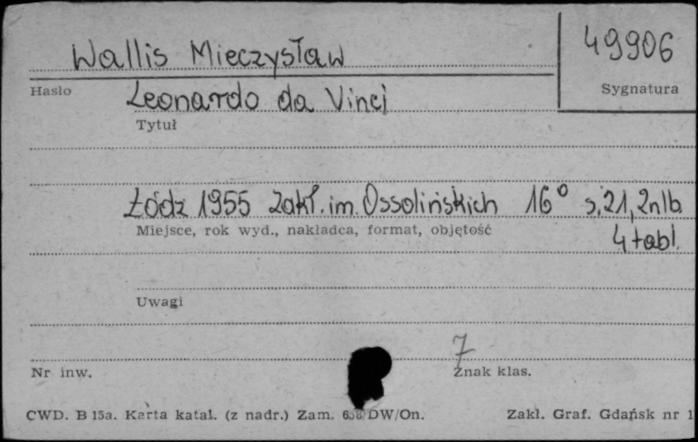 Wallis Mieczysław
49906
Hasło
Sygnatura
Leonardo da Vinci
Tytuł
Łódź 1955 Zakł. im. Ossolińskich 16° s. 21, 2nlb.
Miejsce, rok wyd., nakładca, format, objętość
4 tabl.
Uwagi
7
Nr inw.
Znak klas.
CWD. B 15a. Karta katal. (z nadr.) Zam. DW/On.
Zakł. Graf. Gdańsk nr 1